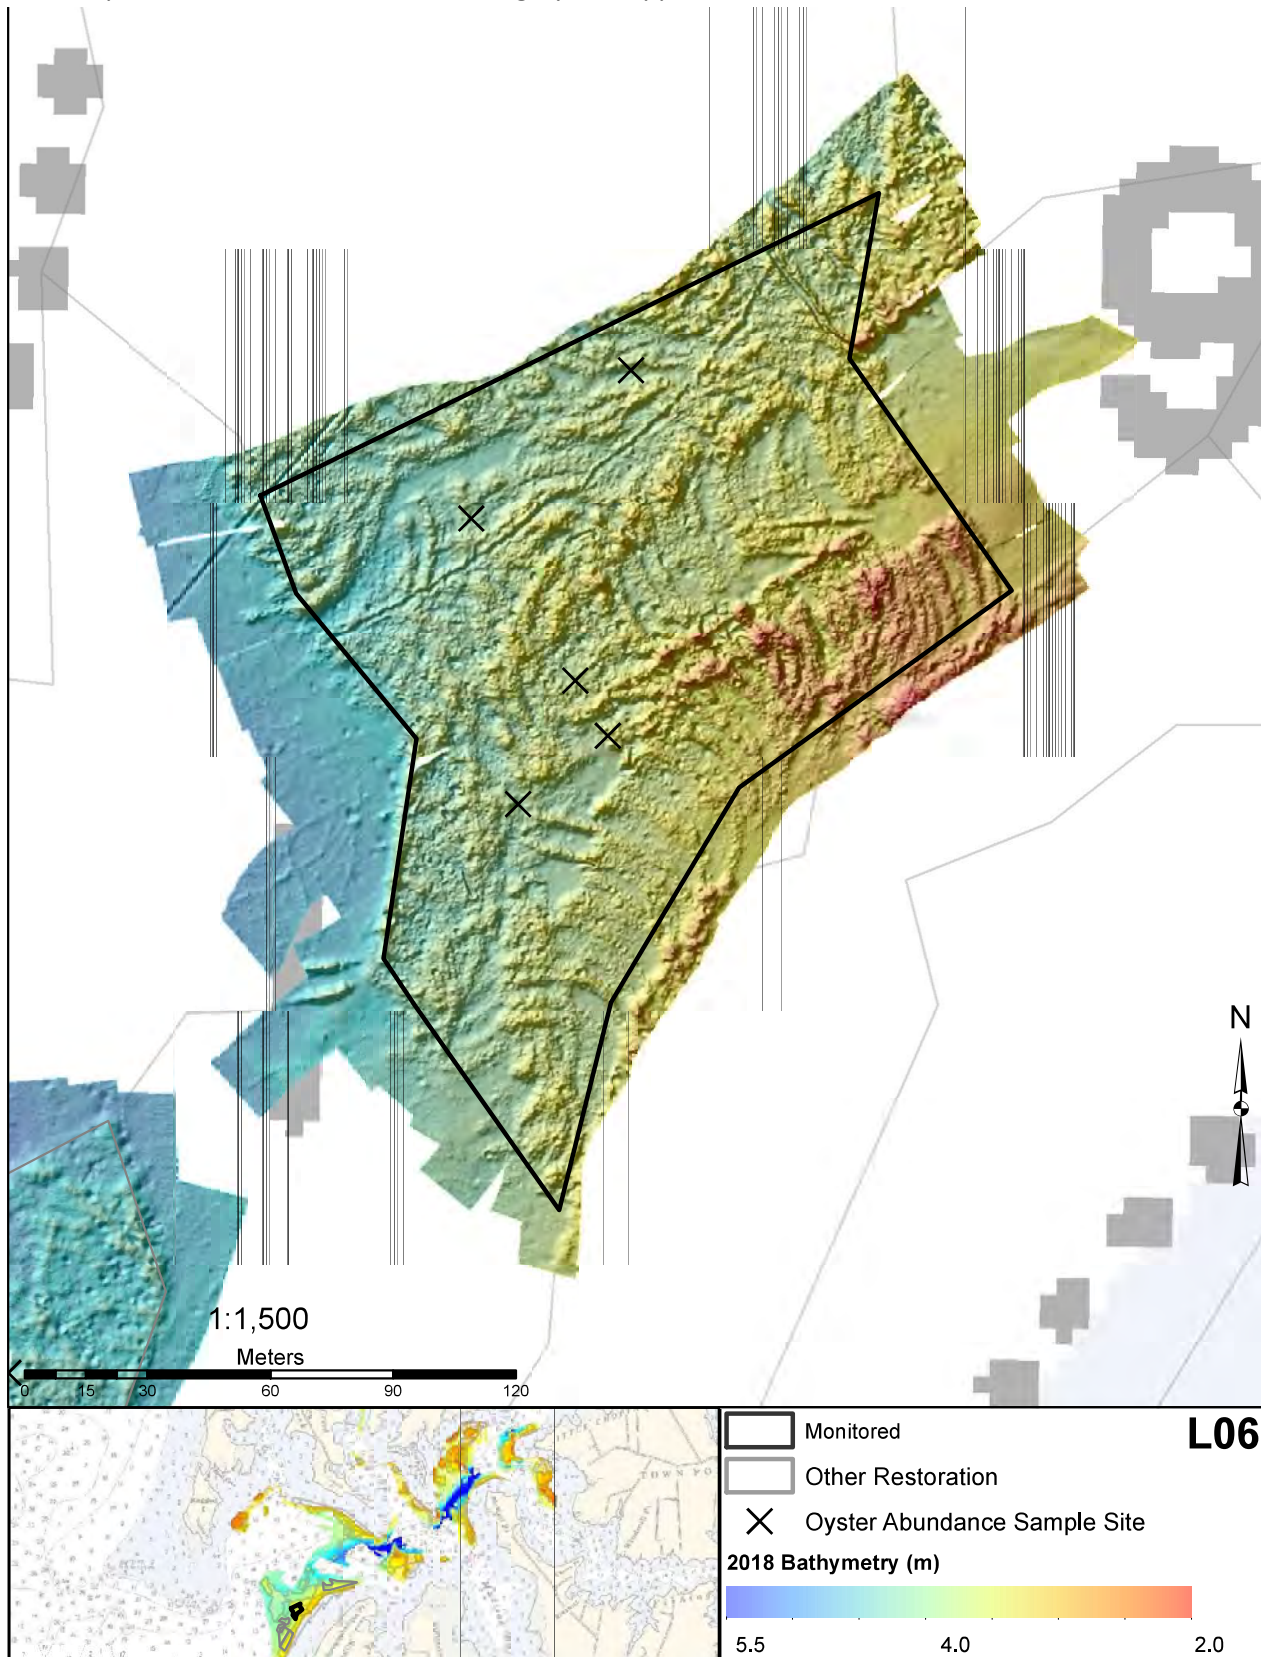 N
1:1,500
Meters
0 15 30 60 90 120
Monitored
L06
Other Restoration
Oyster Abundance Sample Site
2018 Bathymetry (m)
5.5 4.0 2.0